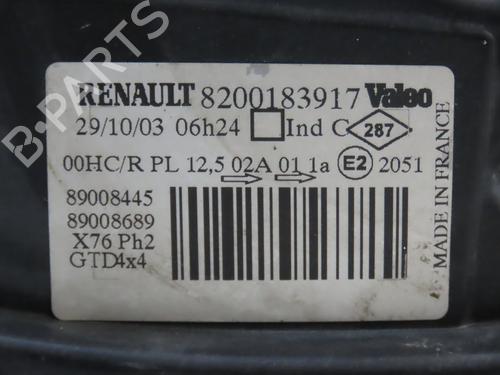 RENAULT 8200183917 Valeo
29/10/03 06h24 Ind C 287
00HC/R PL 12,5 02A 01 1a E2 2051
89008445
89008689
X76 Ph2
GTD4x4
MADE IN FRANCE
B-PARTS